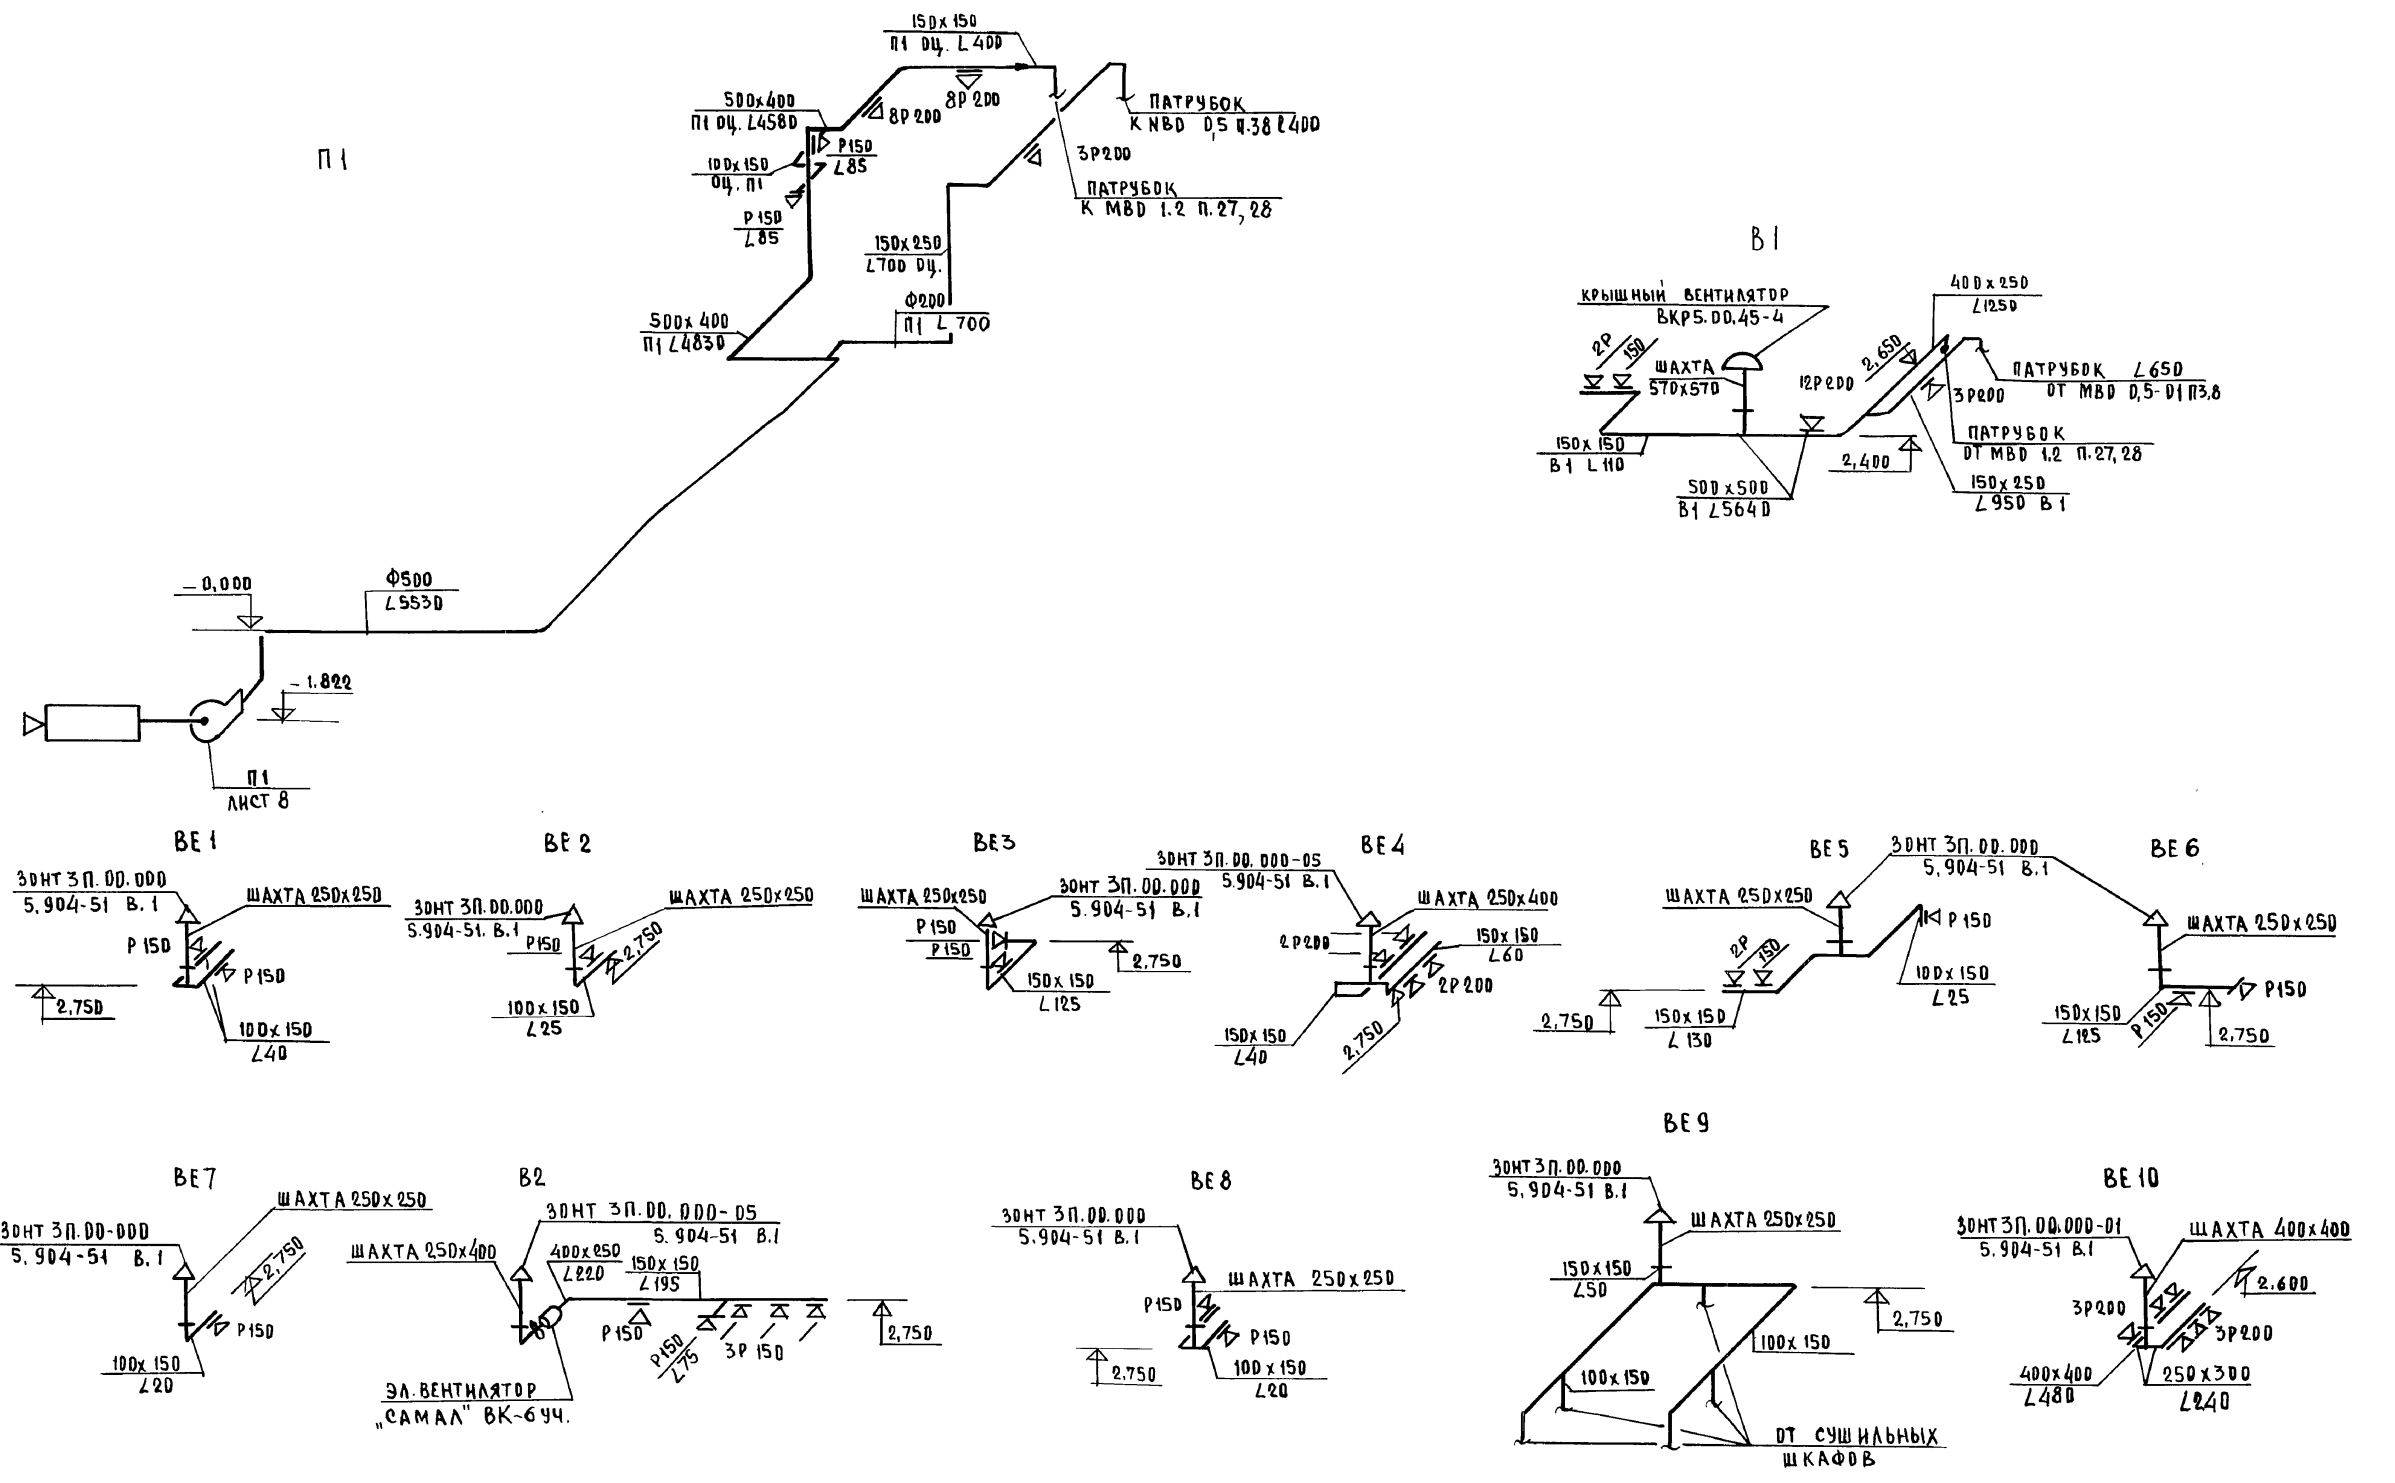 П1
150х150
П1 ОЦ. L400
500х400
П1 ОЦ. L4580
8Р200
8Р200
Р150
L85
100х150
ОЦ. П1
Р150
L85
ПАТРУБОК
3Р200
ПАТРУБОК
К МВО 1.2 П.27,28
150х250
L700 ОЦ.
Ф200
П1 L 700
500х400
П1 L4830
-0,000
Ф500
L5530
-1.822
П1
ЛИСТ 8
В1
КРЫШНЫЙ ВЕНТИЛЯТОР
ВКР5.00.45-4
400х250
L1250
2Р
150
ШАХТА
570х570
12Р200
2,650
3Р200
ПАТРУБОК L650
ОТ МВО 0,5-01 П3,8
ПАТРУБОК
ОТ МВО 1.2 П.27,28
150х150
В1 L110
2,400
500х500
В1 L5640
150х250
L950 В1
ВЕ1
ЗОНТ ЗП.00.000
5.904-51 В.1
ШАХТА 250х250
Р150
Р150
2,750
100х150
L40
ВЕ2
ЗОНТ ЗП.00.000
5.904-51. В.1
ШАХТА 250х250
Р150
2,750
100х150
L25
ВЕ3
ШАХТА 250х250
ЗОНТ ЗП.00.000
5.904-51 В.1
Р150
Р150
2,750
150х150
L125
ВЕ4
ЗОНТ ЗП.00.000-05
5.904-51 В.1
ШАХТА 250х400
2Р200
150х150
L60
2Р200
150х150
L40
2,750
ВЕ5
ЗОНТ ЗП.00.000
5.904-51 В.1
ШАХТА 250х250
Р150
2Р
150
100х150
L25
2,750
150х150
L130
ВЕ6
ШАХТА 250х250
Р150
150х150
L125
Р150
2,750
ВЕ7
ШАХТА 250х250
ЗОНТ ЗП.00-000
5.904-51 В.1
2,750
Р150
100х150
L20
В2
ЗОНТ ЗП.00.000-05
5.904-51 В.1
ШАХТА 250х400
400х250
L220
150х150
L195
Р150
Р150
L75
3Р150
2,750
ЭЛ.ВЕНТИЛЯТОР
„САМАЛ" ВК-6УЧ.
ВЕ8
ЗОНТ ЗП.00.000
5.904-51 В.1
ШАХТА 250х250
Р150
Р150
2,750
100х150
L20
ВЕ9
ЗОНТ ЗП.00.000
5.904-51 В.1
ШАХТА 250х250
150х150
L50
2,750
100х150
100х150
ОТ СУШИЛЬНЫХ
ШКАФОВ
ВЕ10
ЗОНТ ЗП.00.000-01
5.904-51 В.1
ШАХТА 400х400
2.600
3Р200
3Р200
400х400
L480
250х300
L240